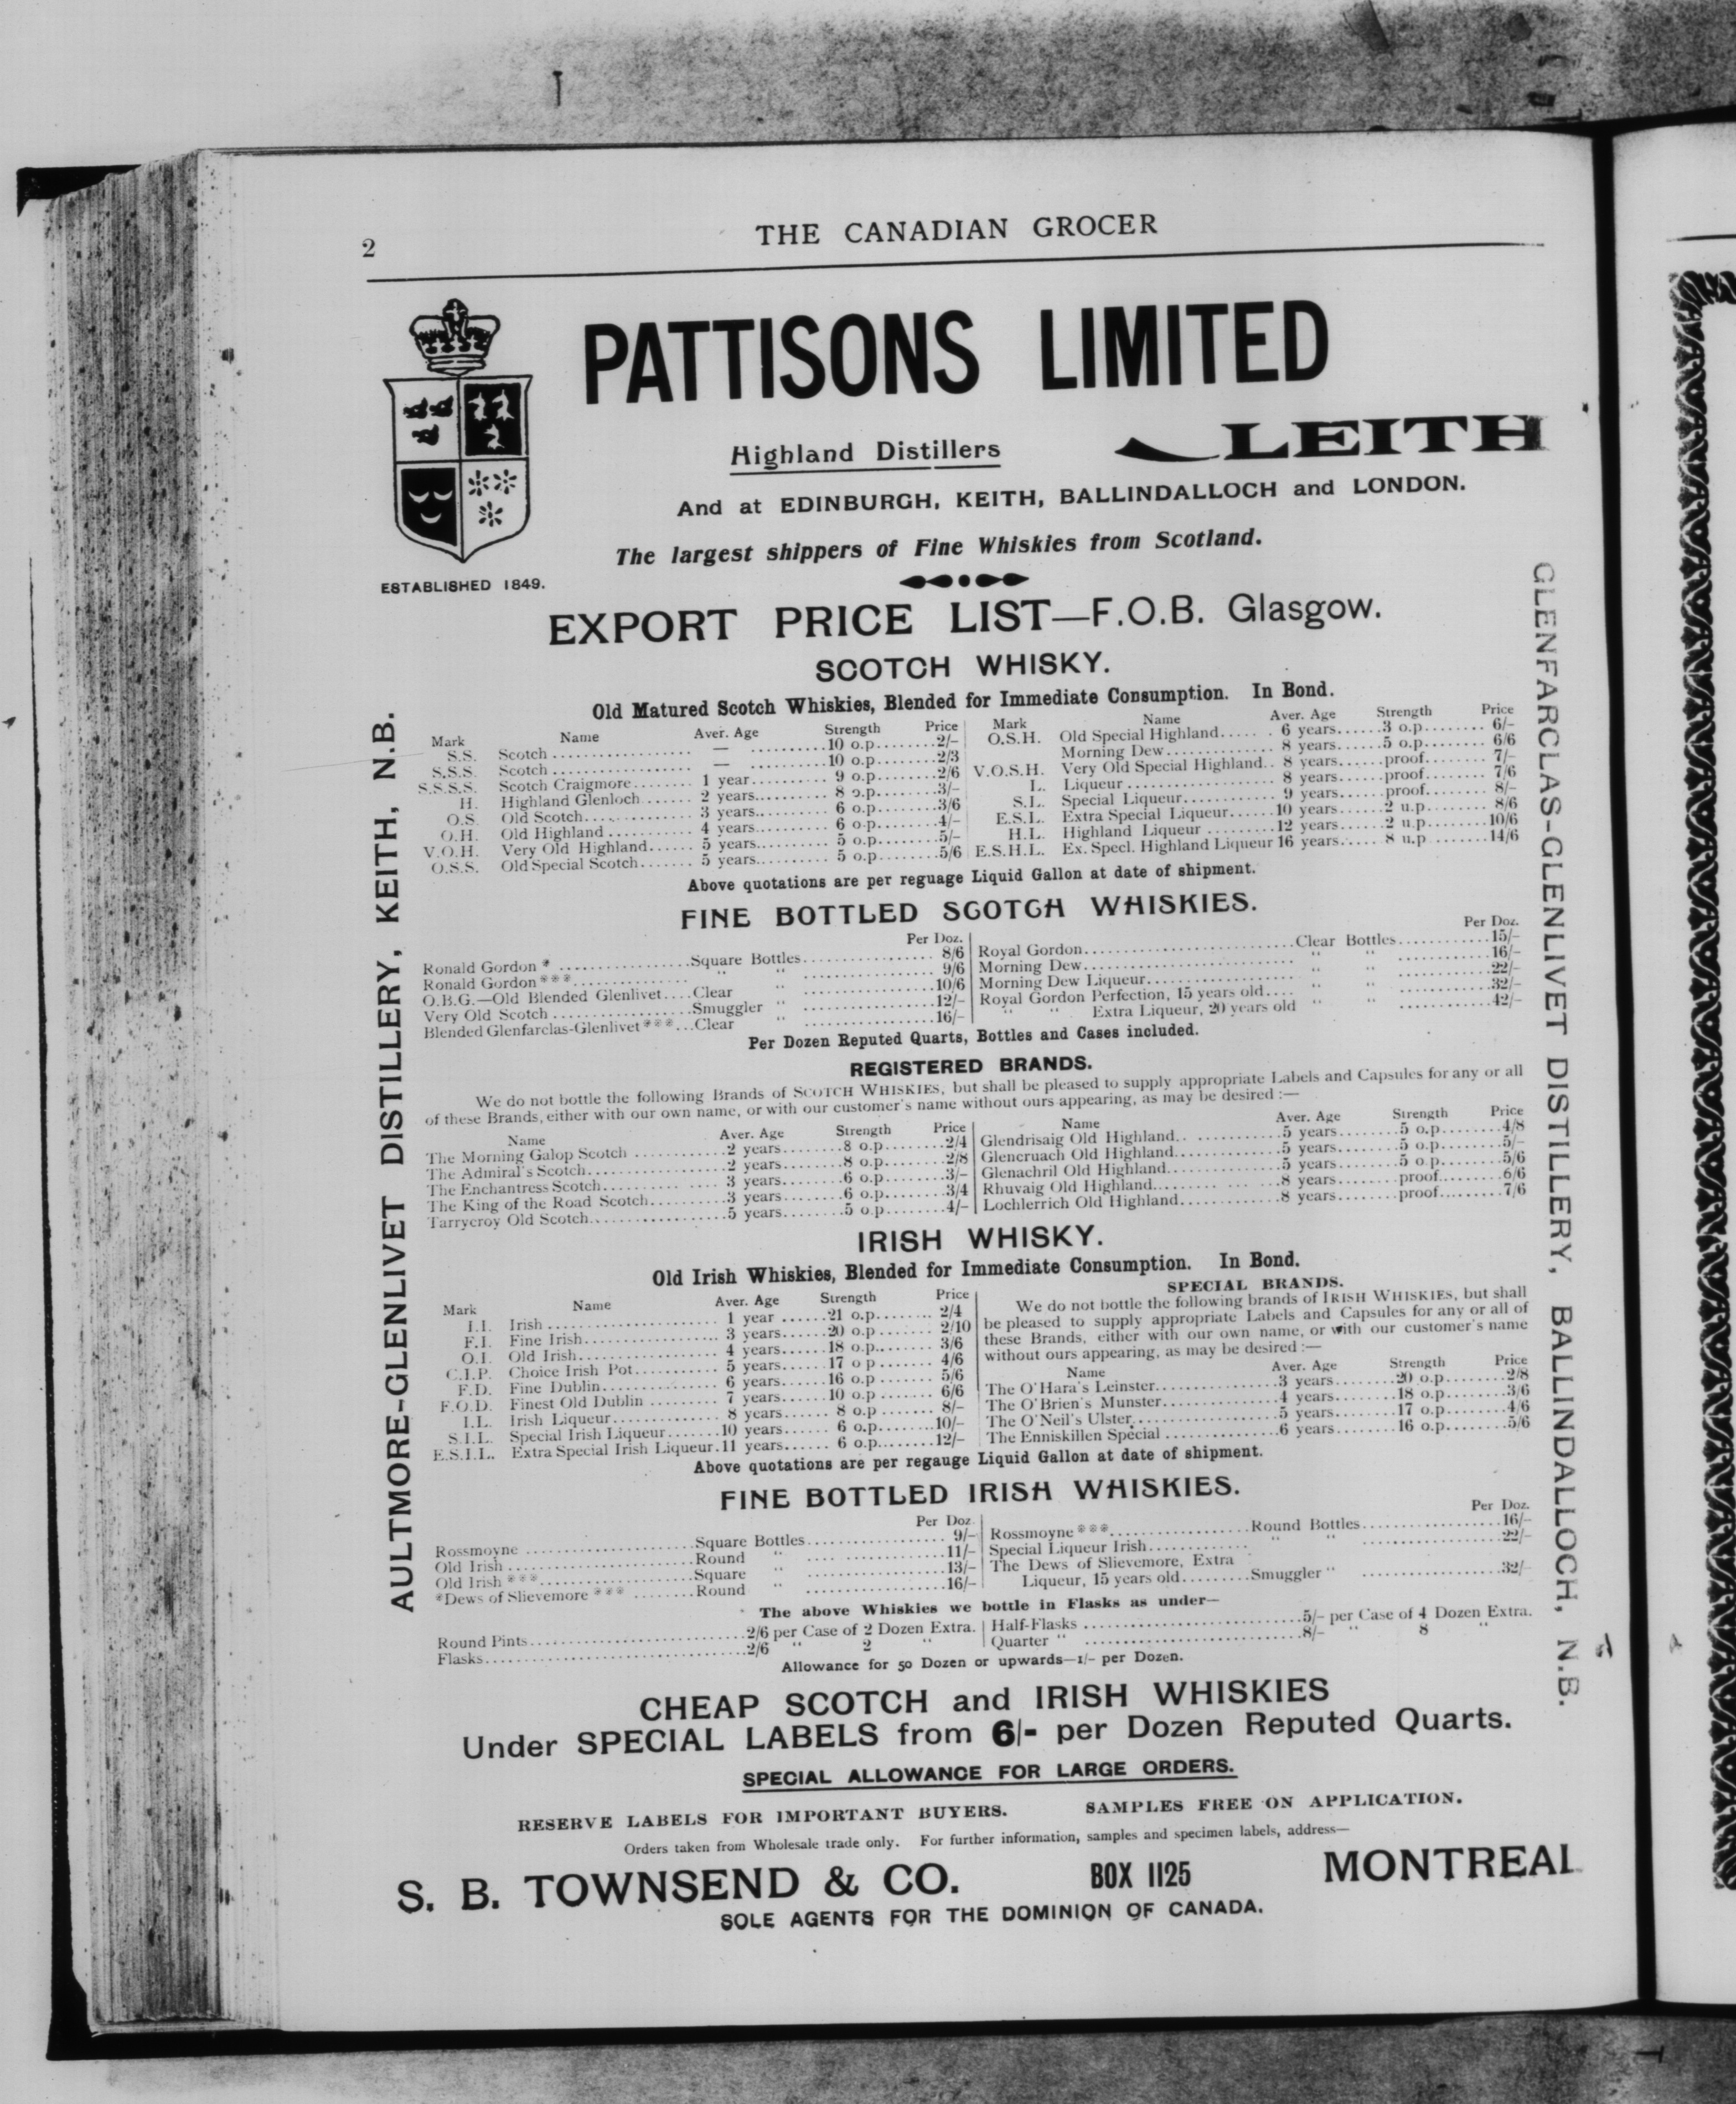 2
THE CANADIAN GROCER
PATTISONS LIMITED
Highland Distillers
LEITH
And at EDINBURGH, KEITH, BALLINDALLOCH and LONDON.
The largest shippers of Fine Whiskies from Scotland.
ESTABLISHED 1849.
EXPORT PRICE LIST—F.O.B. Glasgow.
SCOTCH WHISKY.
Old Matured Scotch Whiskies, Blended for Immediate Consumption. In Bond.
Mark Name Aver. Age Strength Price
S.S. Scotch — 10 o.p. 2/-
S.S.S. Scotch — 10 o.p. 2/3
S.S.S.S. Scotch Craigmore 1 year 9 o.p. 2/6
H. Highland Glenloch 2 years 8 o.p. 3/-
O.S. Old Scotch 3 years 6 o.p. 3/6
O.H. Old Highland 4 years 6 o.p. 4/-
V.O.H. Very Old Highland 5 years 5 o.p. 5/-
O.S.S. Old Special Scotch 5 years 5 o.p. 5/6
Mark Name Aver. Age Strength Price
O.S.H. Old Special Highland 6 years 3 o.p. 6/-
Morning Dew 8 years 5 o.p. 6/6
V.O.S.H. Very Old Special Highland 8 years proof 7/-
L. Liqueur 8 years proof 7/6
S.L. Special Liqueur 9 years proof 8/-
E.S.L. Extra Special Liqueur 10 years 2 u.p. 8/6
H.L. Highland Liqueur 12 years 2 u.p. 10/6
E.S.H.L. Ex. Specl. Highland Liqueur 16 years 8 u.p. 14/6
Above quotations are per reguage Liquid Gallon at date of shipment.
FINE BOTTLED SCOTCH WHISKIES.
Per Doz.
Ronald Gordon * Square Bottles 8/6
Ronald Gordon *** " " 9/6
O.B.G.—Old Blended Glenlivet Clear " 10/6
Very Old Scotch Smuggler " 12/-
Blended Glenfarclas-Glenlivet *** Clear " 16/-
Per Doz.
Royal Gordon Clear Bottles 15/-
Morning Dew " " 16/-
Morning Dew Liqueur " " 22/-
Royal Gordon Perfection, 15 years old " " 32/-
" " Extra Liqueur, 20 years old " " 42/-
Per Dozen Reputed Quarts, Bottles and Cases included.
REGISTERED BRANDS.
We do not bottle the following Brands of SCOTCH WHISKIES, but shall be pleased to supply appropriate Labels and Capsules for any or all
of these Brands, either with our own name, or with our customer's name without ours appearing, as may be desired :—
Name Aver. Age Strength Price
The Morning Galop Scotch 2 years 8 o.p. 2/4
The Admiral's Scotch 2 years 8 o.p. 2/8
The Enchantress Scotch 3 years 6 o.p. 3/-
The King of the Road Scotch 3 years 6 o.p. 3/4
Tarrycroy Old Scotch 5 years 5 o.p. 4/-
Name Aver. Age Strength Price
Glendrisaig Old Highland 5 years 5 o.p. 4/8
Glencruach Old Highland 5 years 5 o.p. 5/-
Glenachril Old Highland 5 years 5 o.p. 5/6
Rhuvaig Old Highland 8 years proof 6/6
Lochlerrich Old Highland 8 years proof 7/6
IRISH WHISKY.
Old Irish Whiskies, Blended for Immediate Consumption. In Bond.
Mark Name Aver. Age Strength Price
I.I. Irish 1 year 21 o.p. 2/4
F.I. Fine Irish 3 years 20 o.p. 2/10
O.I. Old Irish 4 years 18 o.p. 3/6
C.I.P. Choice Irish Pot 5 years 17 o p 4/6
F.D. Fine Dublin 6 years 16 o.p. 5/6
F.O.D. Finest Old Dublin 7 years 10 o.p. 6/6
I.L. Irish Liqueur 8 years 8 o.p. 8/-
S.I.L. Special Irish Liqueur 10 years 6 o.p. 10/-
E.S.I.L. Extra Special Irish Liqueur 11 years 6 o.p. 12/-
SPECIAL BRANDS.
We do not bottle the following brands of IRISH WHISKIES, but shall
be pleased to supply appropriate Labels and Capsules for any or all of
these Brands, either with our own name, or with our customer's name
without ours appearing, as may be desired :—
Name Aver. Age Strength Price
The O'Hara's Leinster 3 years 20 o.p. 2/8
The O'Brien's Munster 4 years 18 o.p. 3/6
The O'Neil's Ulster 5 years 17 o.p. 4/6
The Enniskillen Special 6 years 16 o.p. 5/6
Above quotations are per regauge Liquid Gallon at date of shipment.
FINE BOTTLED IRISH WHISKIES.
Per Doz.
Rossmoyne Square Bottles 9/-
Old Irish Round " 11/-
Old Irish *** Square " 13/-
*Dews of Slievemore *** Round " 16/-
Per Doz.
Rossmoyne *** Round Bottles 16/-
Special Liqueur Irish " " 22/-
The Dews of Slievemore, Extra
Liqueur, 15 years old Smuggler " 32/-
The above Whiskies we bottle in Flasks as under—
Round Pints 2/6 per Case of 2 Dozen Extra.
Flasks 2/6 " 2 "
Half-Flasks 5/- per Case of 4 Dozen Extra.
Quarter " 8/- " 8 "
Allowance for 50 Dozen or upwards—1/- per Dozen.
CHEAP SCOTCH and IRISH WHISKIES
Under SPECIAL LABELS from 6/- per Dozen Reputed Quarts.
SPECIAL ALLOWANCE FOR LARGE ORDERS.
RESERVE LABELS FOR IMPORTANT BUYERS. SAMPLES FREE ON APPLICATION.
Orders taken from Wholesale trade only. For further information, samples and specimen labels, address—
S. B. TOWNSEND & CO. BOX 1125 MONTREAL
SOLE AGENTS FOR THE DOMINION OF CANADA.
AULTMORE-GLENLIVET DISTILLERY, KEITH, N.B.
GLENFARCLAS-GLENLIVET DISTILLERY, BALLINDALLOCH, N.B.